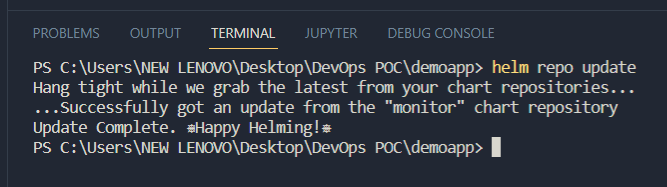 PROBLEMS OUTPUT TERMINAL JUPYTER DEBUG CONSOLE
PS C:\Users\NEW LENOVO\Desktop\DevOps POC\demoapp> helm repo update
Hang tight while we grab the latest from your chart repositories...
...Successfully got an update from the "monitor" chart repository
Update Complete. ⎈Happy Helming!⎈
PS C:\Users\NEW LENOVO\Desktop\DevOps POC\demoapp>